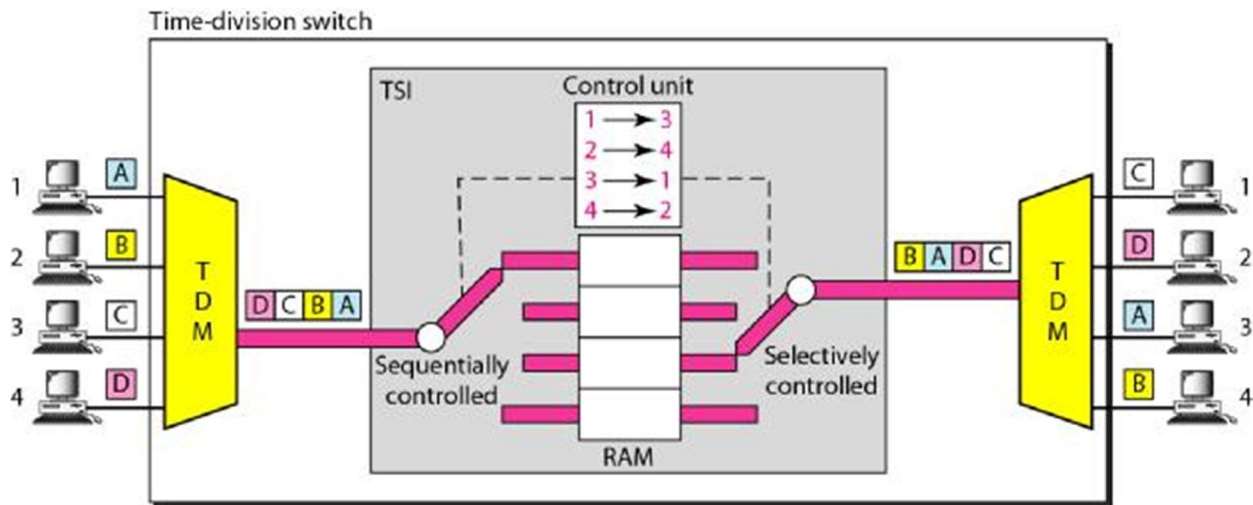 Time-division switch
TSI
Control unit
1 → 3
2 → 4
3 → 1
4 → 2
1
A
2
B
3
C
4
D
T
D
M
D C B A
Sequentially
controlled
RAM
Selectively
controlled
B A D C
T
D
M
C
1
D
2
A
3
B
4